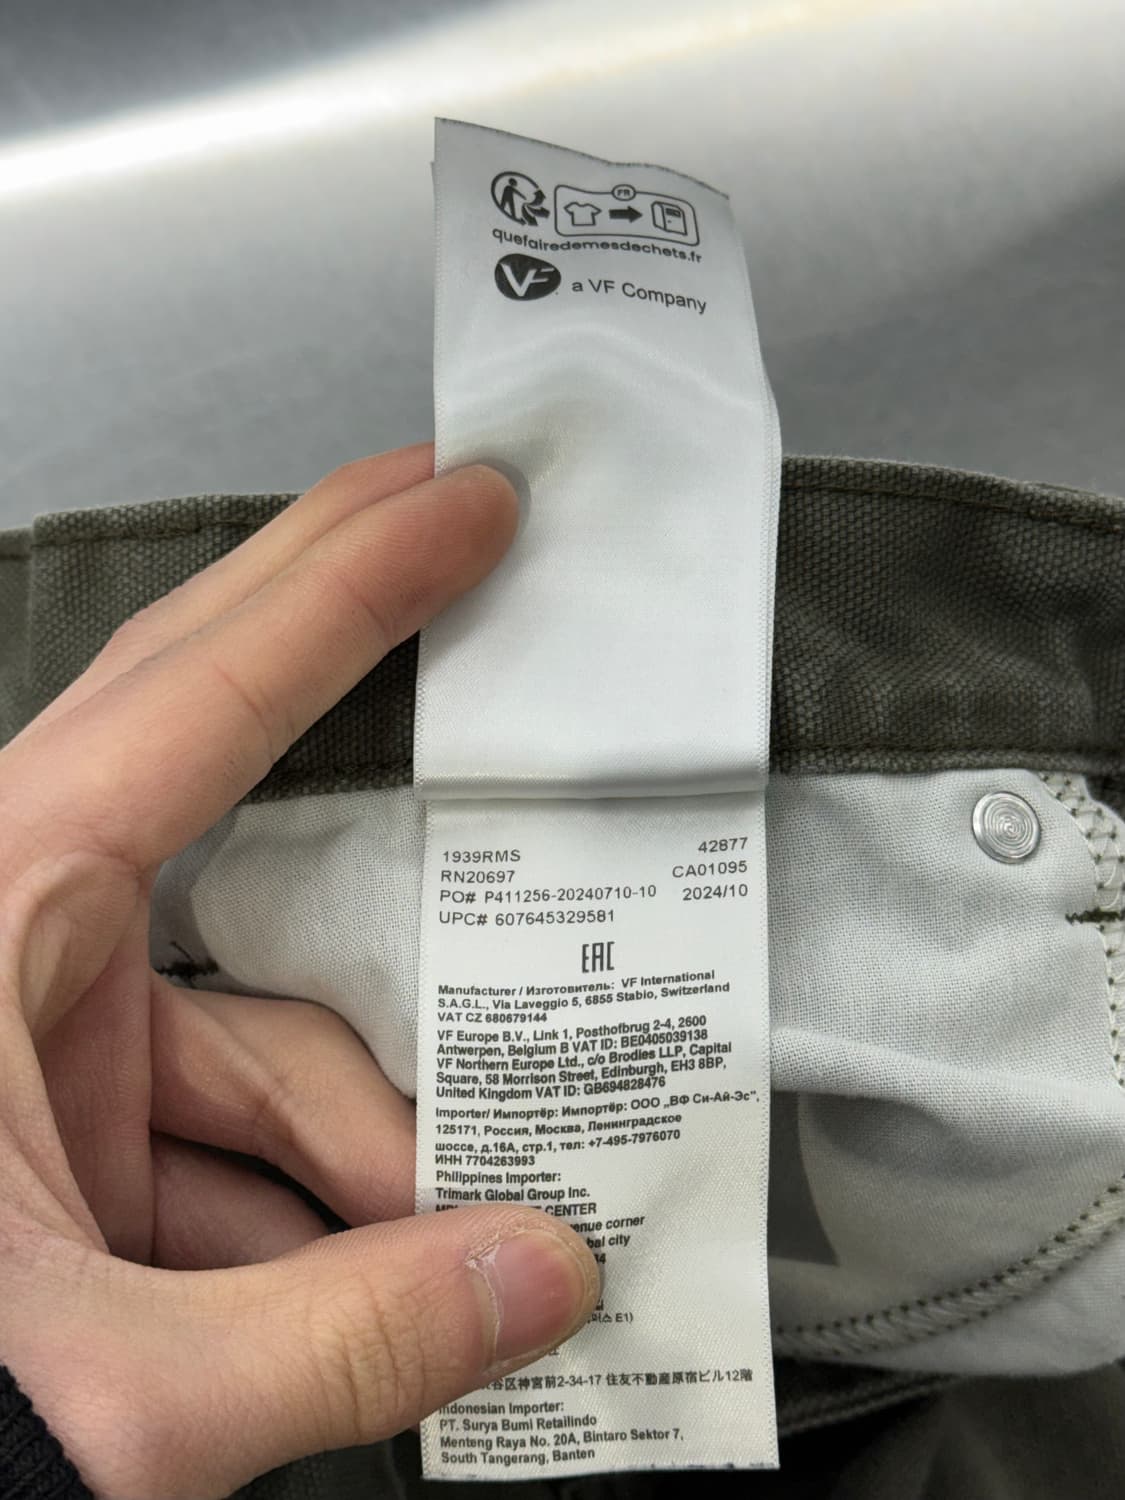 FR
quefairedemesdechets.fr
VF a VF Company
1939RMS 42877
RN20697 CA01095
PO# P411256-20240710-10 2024/10
UPC# 607645329581
EAC
Manufacturer / Изготовитель: VF International
S.A.G.L., Via Laveggio 5, 6855 Stabio, Switzerland
VAT CZ 680679144
VF Europe B.V., Link 1, Posthofbrug 2-4, 2600
Antwerpen, Belgium B VAT ID: BE0405039138
VF Northern Europe Ltd., c/o Brodies LLP, Capital
Square, 58 Morrison Street, Edinburgh, EH3 8BP,
United Kingdom VAT ID: GB694828476
Importer/ Импортёр: Импортёр: ООО „ВФ Си-Ай-Эс",
125171, Россия, Москва, Ленинградское
шоссе, д.16А, стр.1, тел: +7-495-7976070
ИНН 7704263993
Philippines Importer:
Trimark Global Group Inc.
CENTER
corner
city
E1)
谷区神宮前2-34-17 住友不動産原宿ビル12階
Indonesian Importer:
PT. Surya Bumi Retailindo
Menteng Raya No. 20A, Bintaro Sektor 7,
South Tangerang, Banten